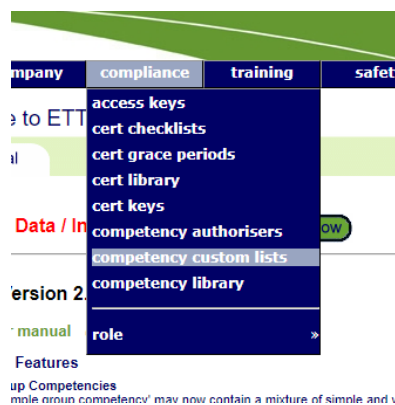 mpany compliance training safet
e to ETT
al
access keys
cert checklists
cert grace periods
cert library
cert keys
Data / In
ow
competency authorisers
competency custom lists
competency library
ersion 2.
role »
manual
Features
up Competencies
mple group competency' may now contain a mixture of simple and